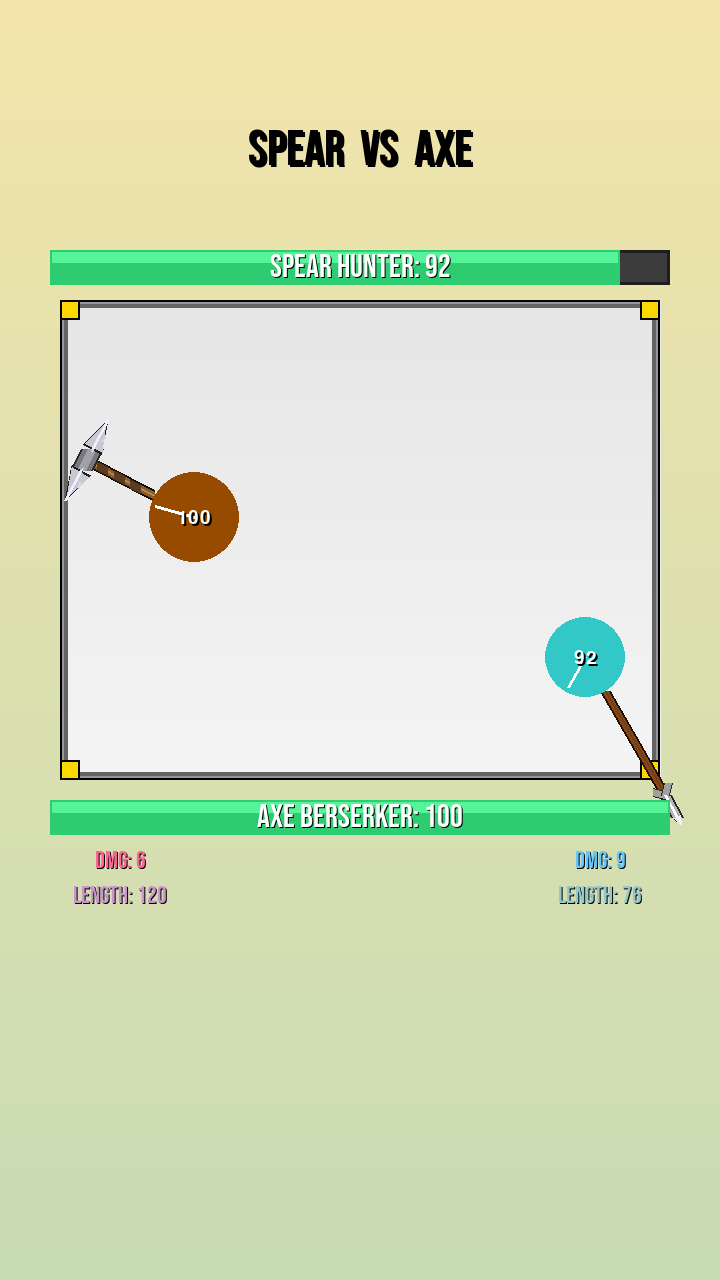 SPEAR VS AXE
SPEAR HUNTER: 92
100
92
AXE BERSERKER: 100
DMG: 6
DMG: 9
LENGTH: 120
LENGTH: 76